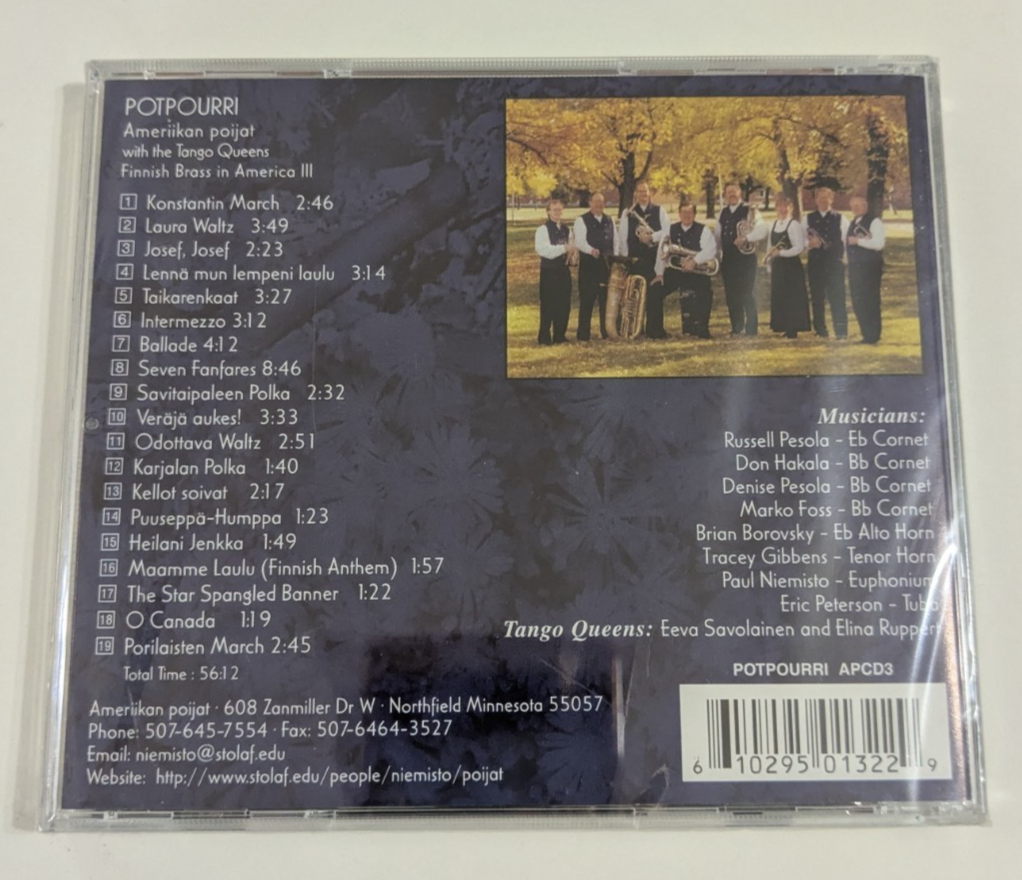 POTPOURRI
Ameriikan poijat
with the Tango Queens
Finnish Brass in America III
1 Konstantin March 2:46
2 Laura Waltz 3:49
3 Josef, Josef 2:23
4 Lennä mun lempeni laulu 3:14
5 Taikarenkaat 3:27
6 Intermezzo 3:12
7 Ballade 4:12
8 Seven Fanfares 8:46
9 Savitaipaleen Polka 2:32
10 Veräjä aukes! 3:33
11 Odottava Waltz 2:51
12 Karjalan Polka 1:40
13 Kellot soivat 2:17
14 Puuseppä-Humppa 1:23
15 Heilani Jenkka 1:49
16 Maamme Laulu (Finnish Anthem) 1:57
17 The Star Spangled Banner 1:22
18 O Canada 1:19
19 Porilaisten March 2:45
Total Time : 56:12
Ameriikan poijat · 608 Zanmiller Dr W · Northfield Minnesota 55057
Phone: 507-645-7554 · Fax: 507-6464-3527
Email: niemisto@stolaf.edu
Website: http://www.stolaf.edu/people/niemisto/poijat
Musicians:
Russell Pesola - Eb Cornet
Don Hakala - Bb Cornet
Denise Pesola - Bb Cornet
Marko Foss - Bb Cornet
Brian Borovsky - Eb Alto Horn
Tracey Gibbens - Tenor Horn
Paul Niemisto - Euphonium
Eric Peterson - Tuba
Tango Queens: Eeva Savolainen and Elina Ruppert
POTPOURRI APCD3
6 10295 01322 9